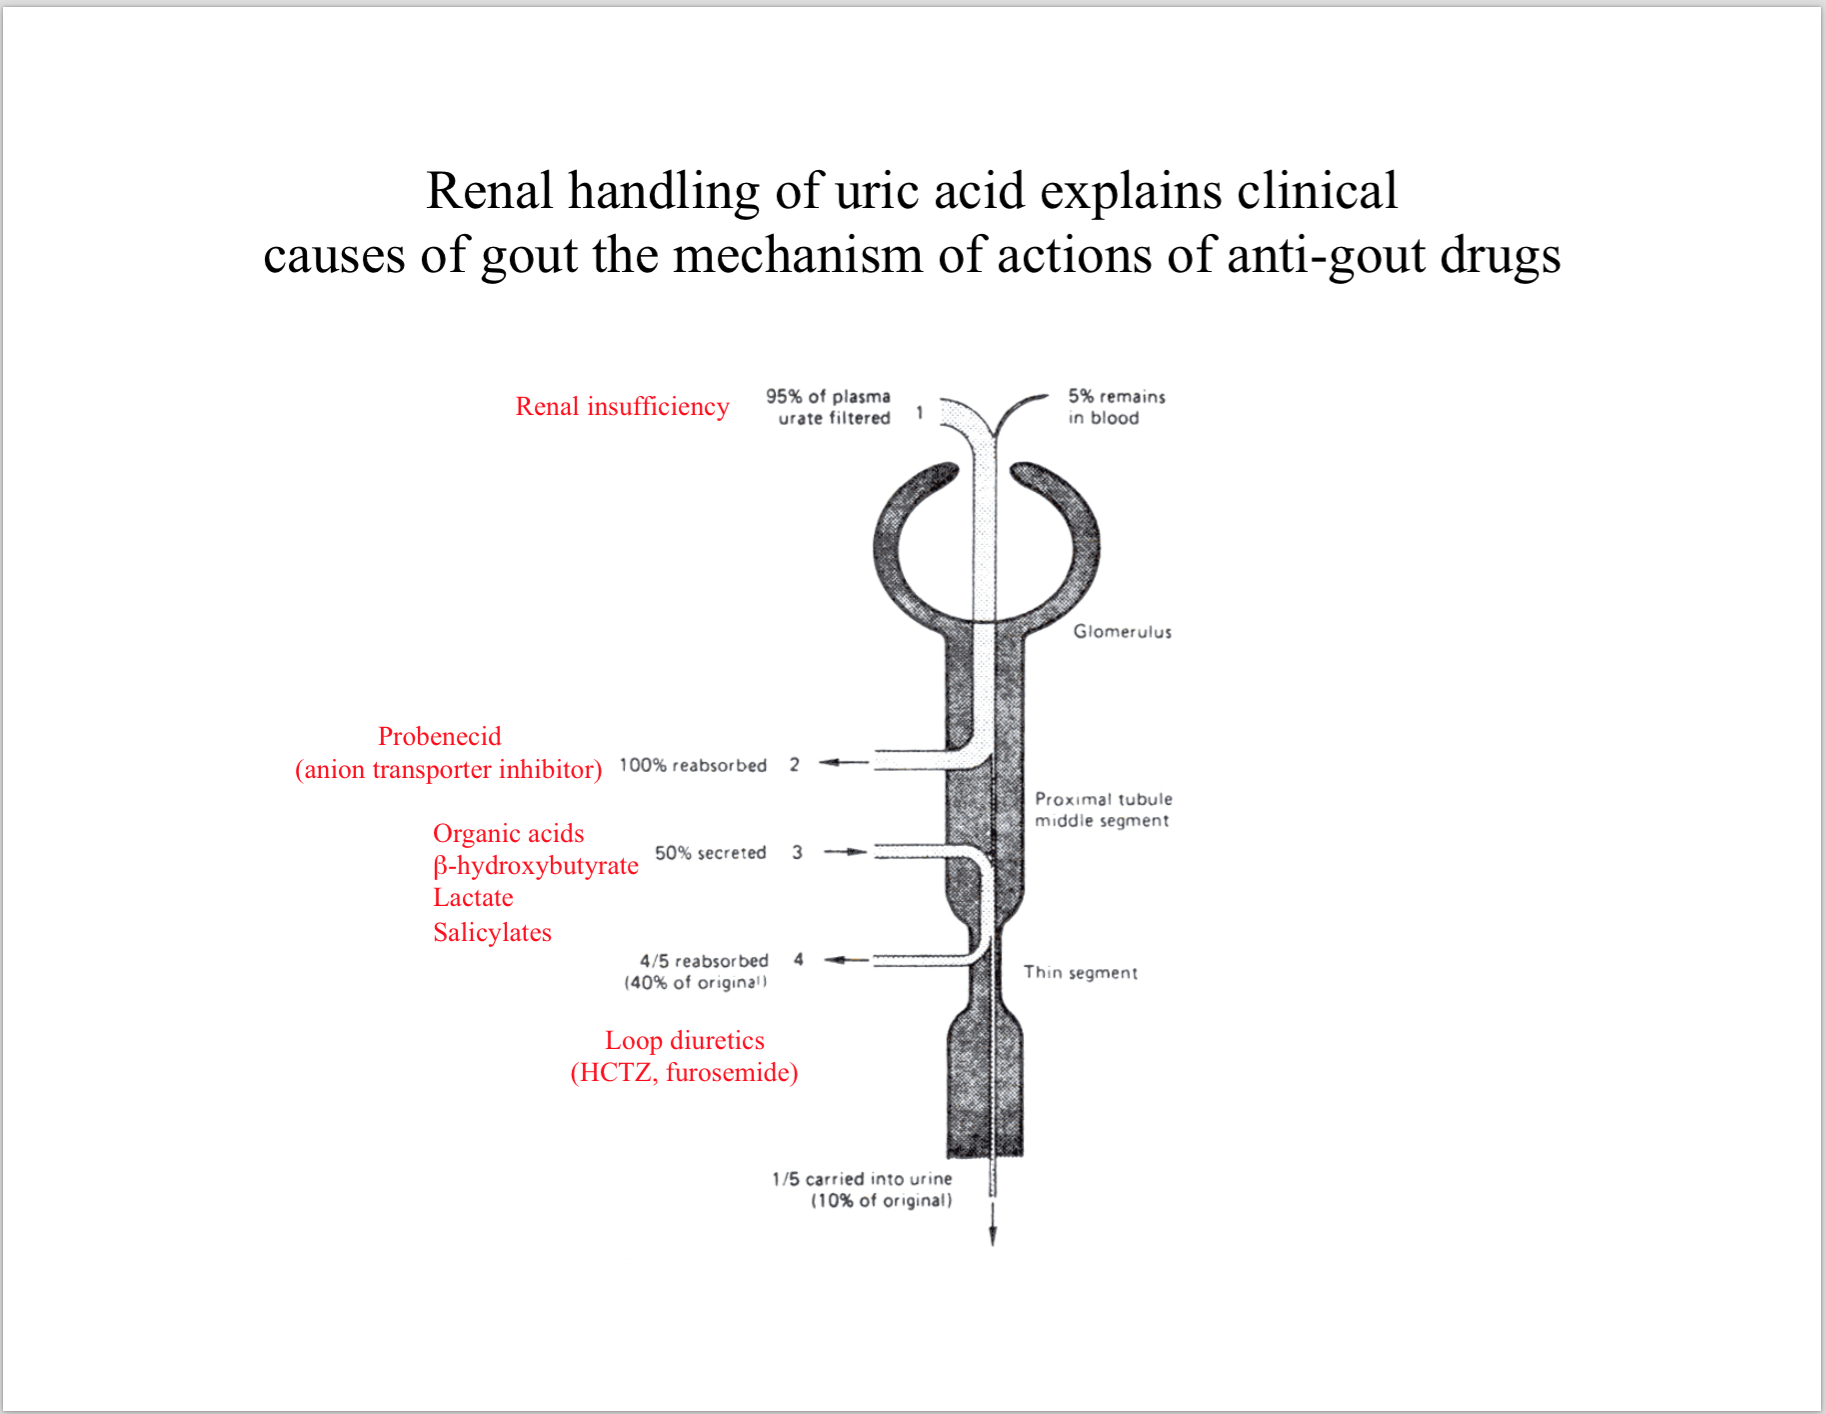 Renal handling of uric acid explains clinical
causes of gout the mechanism of actions of anti-gout drugs
Renal insufficiency
95% of plasma
urate filtered
1
5% remains
in blood
Glomerulus
Probenecid
(anion transporter inhibitor)
100% reabsorbed 2
Proximal tubule
middle segment
Organic acids
β-hydroxybutyrate
Lactate
Salicylates
50% secreted 3
4/5 reabsorbed 4
(40% of original)
Thin segment
Loop diuretics
(HCTZ, furosemide)
1/5 carried into urine
(10% of original)